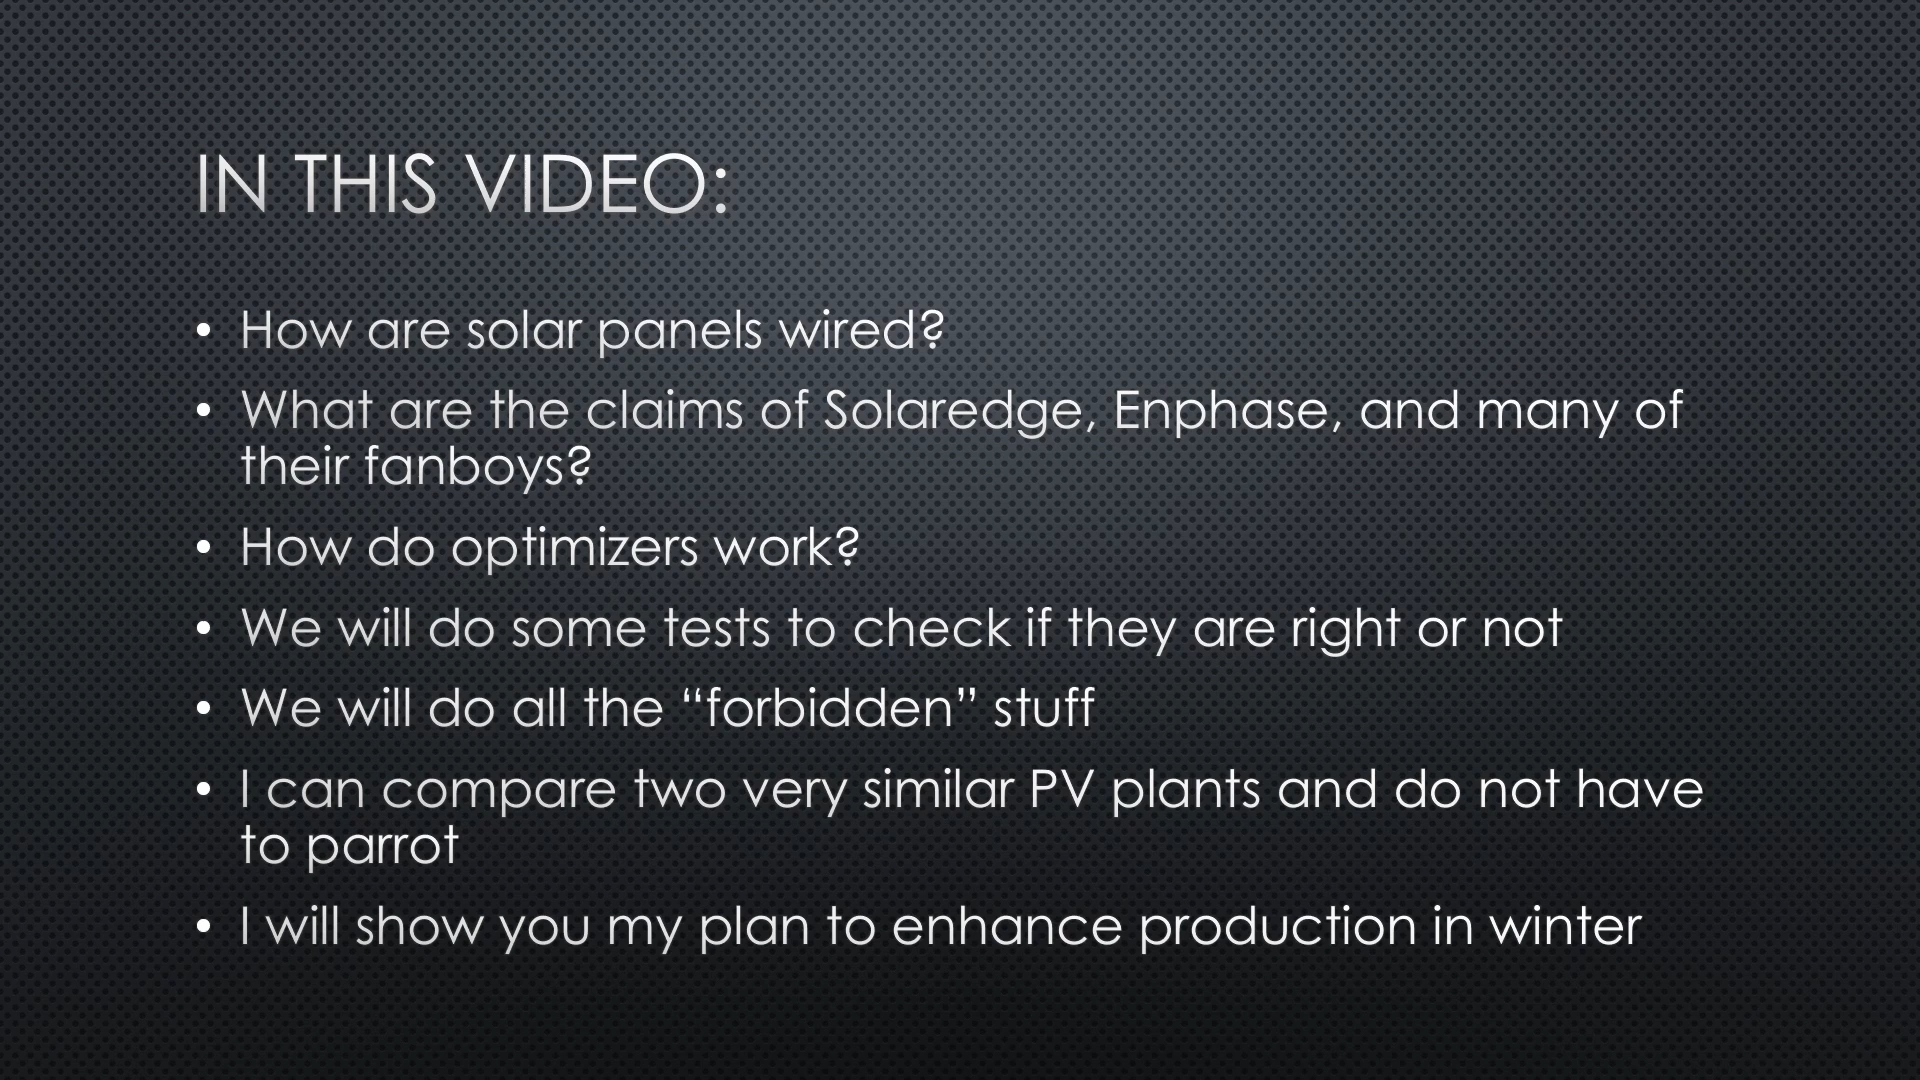 IN THIS VIDEO:
• How are solar panels wired?
• What are the claims of Solaredge, Enphase, and many of
their fanboys?
• How do optimizers work?
• We will do some tests to check if they are right or not
• We will do all the “forbidden” stuff
• I can compare two very similar PV plants and do not have
to parrot
• I will show you my plan to enhance production in winter